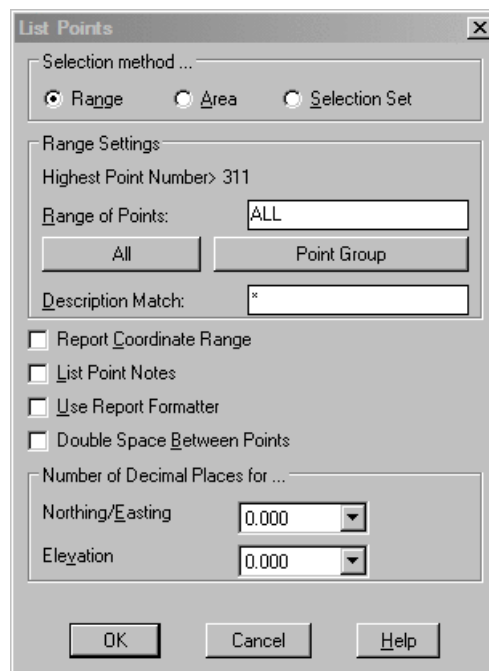 List Points
Selection method ...
Range Area Selection Set
Range Settings
Highest Point Number> 311
Range of Points: ALL
All Point Group
Description Match: *
Report Coordinate Range
List Point Notes
Use Report Formatter
Double Space Between Points
Number of Decimal Places for ...
Northing/Easting 0.000
Elevation 0.000
OK Cancel Help